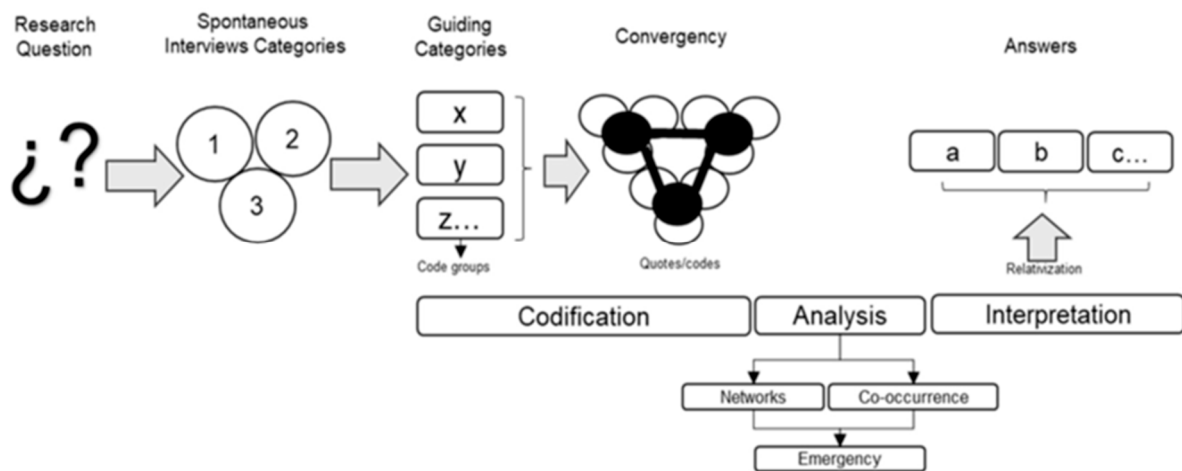 Research
Question
Spontaneous
Interviews Categories
Guiding
Categories
Convergency
Answers
¿?
1
2
3
x
y
z...
a
b
c...
Code groups
Quotes/codes
Relativization
Codification
Analysis
Interpretation
Networks
Co-occurrence
Emergency